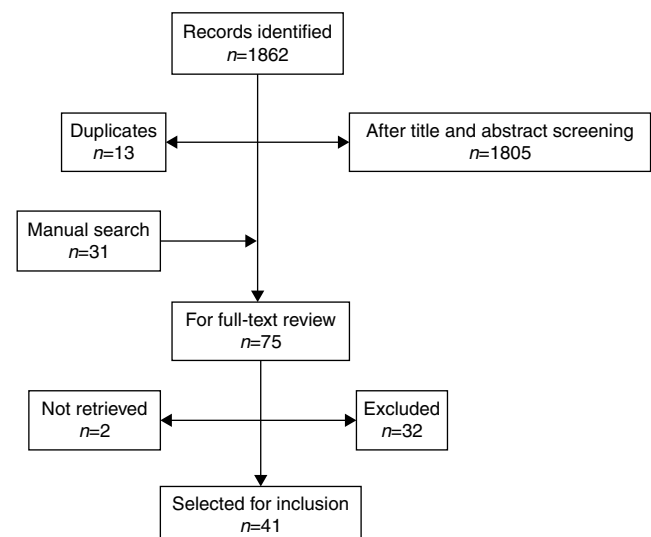 Records identified
n=1862
Duplicates
n=13
After title and abstract screening
n=1805
Manual search
n=31
For full-text review
n=75
Not retrieved
n=2
Excluded
n=32
Selected for inclusion
n=41